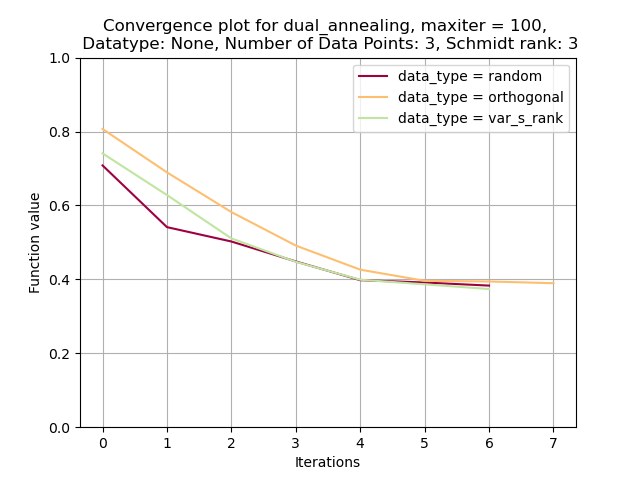 Convergence plot for dual_annealing, maxiter = 100,
Datatype: None, Number of Data Points: 3, Schmidt rank: 3
1.0
0.8
0.6
0.4
0.2
0.0
Function value
data_type = random
data_type = orthogonal
data_type = var_s_rank
0 1 2 3 4 5 6 7
Iterations